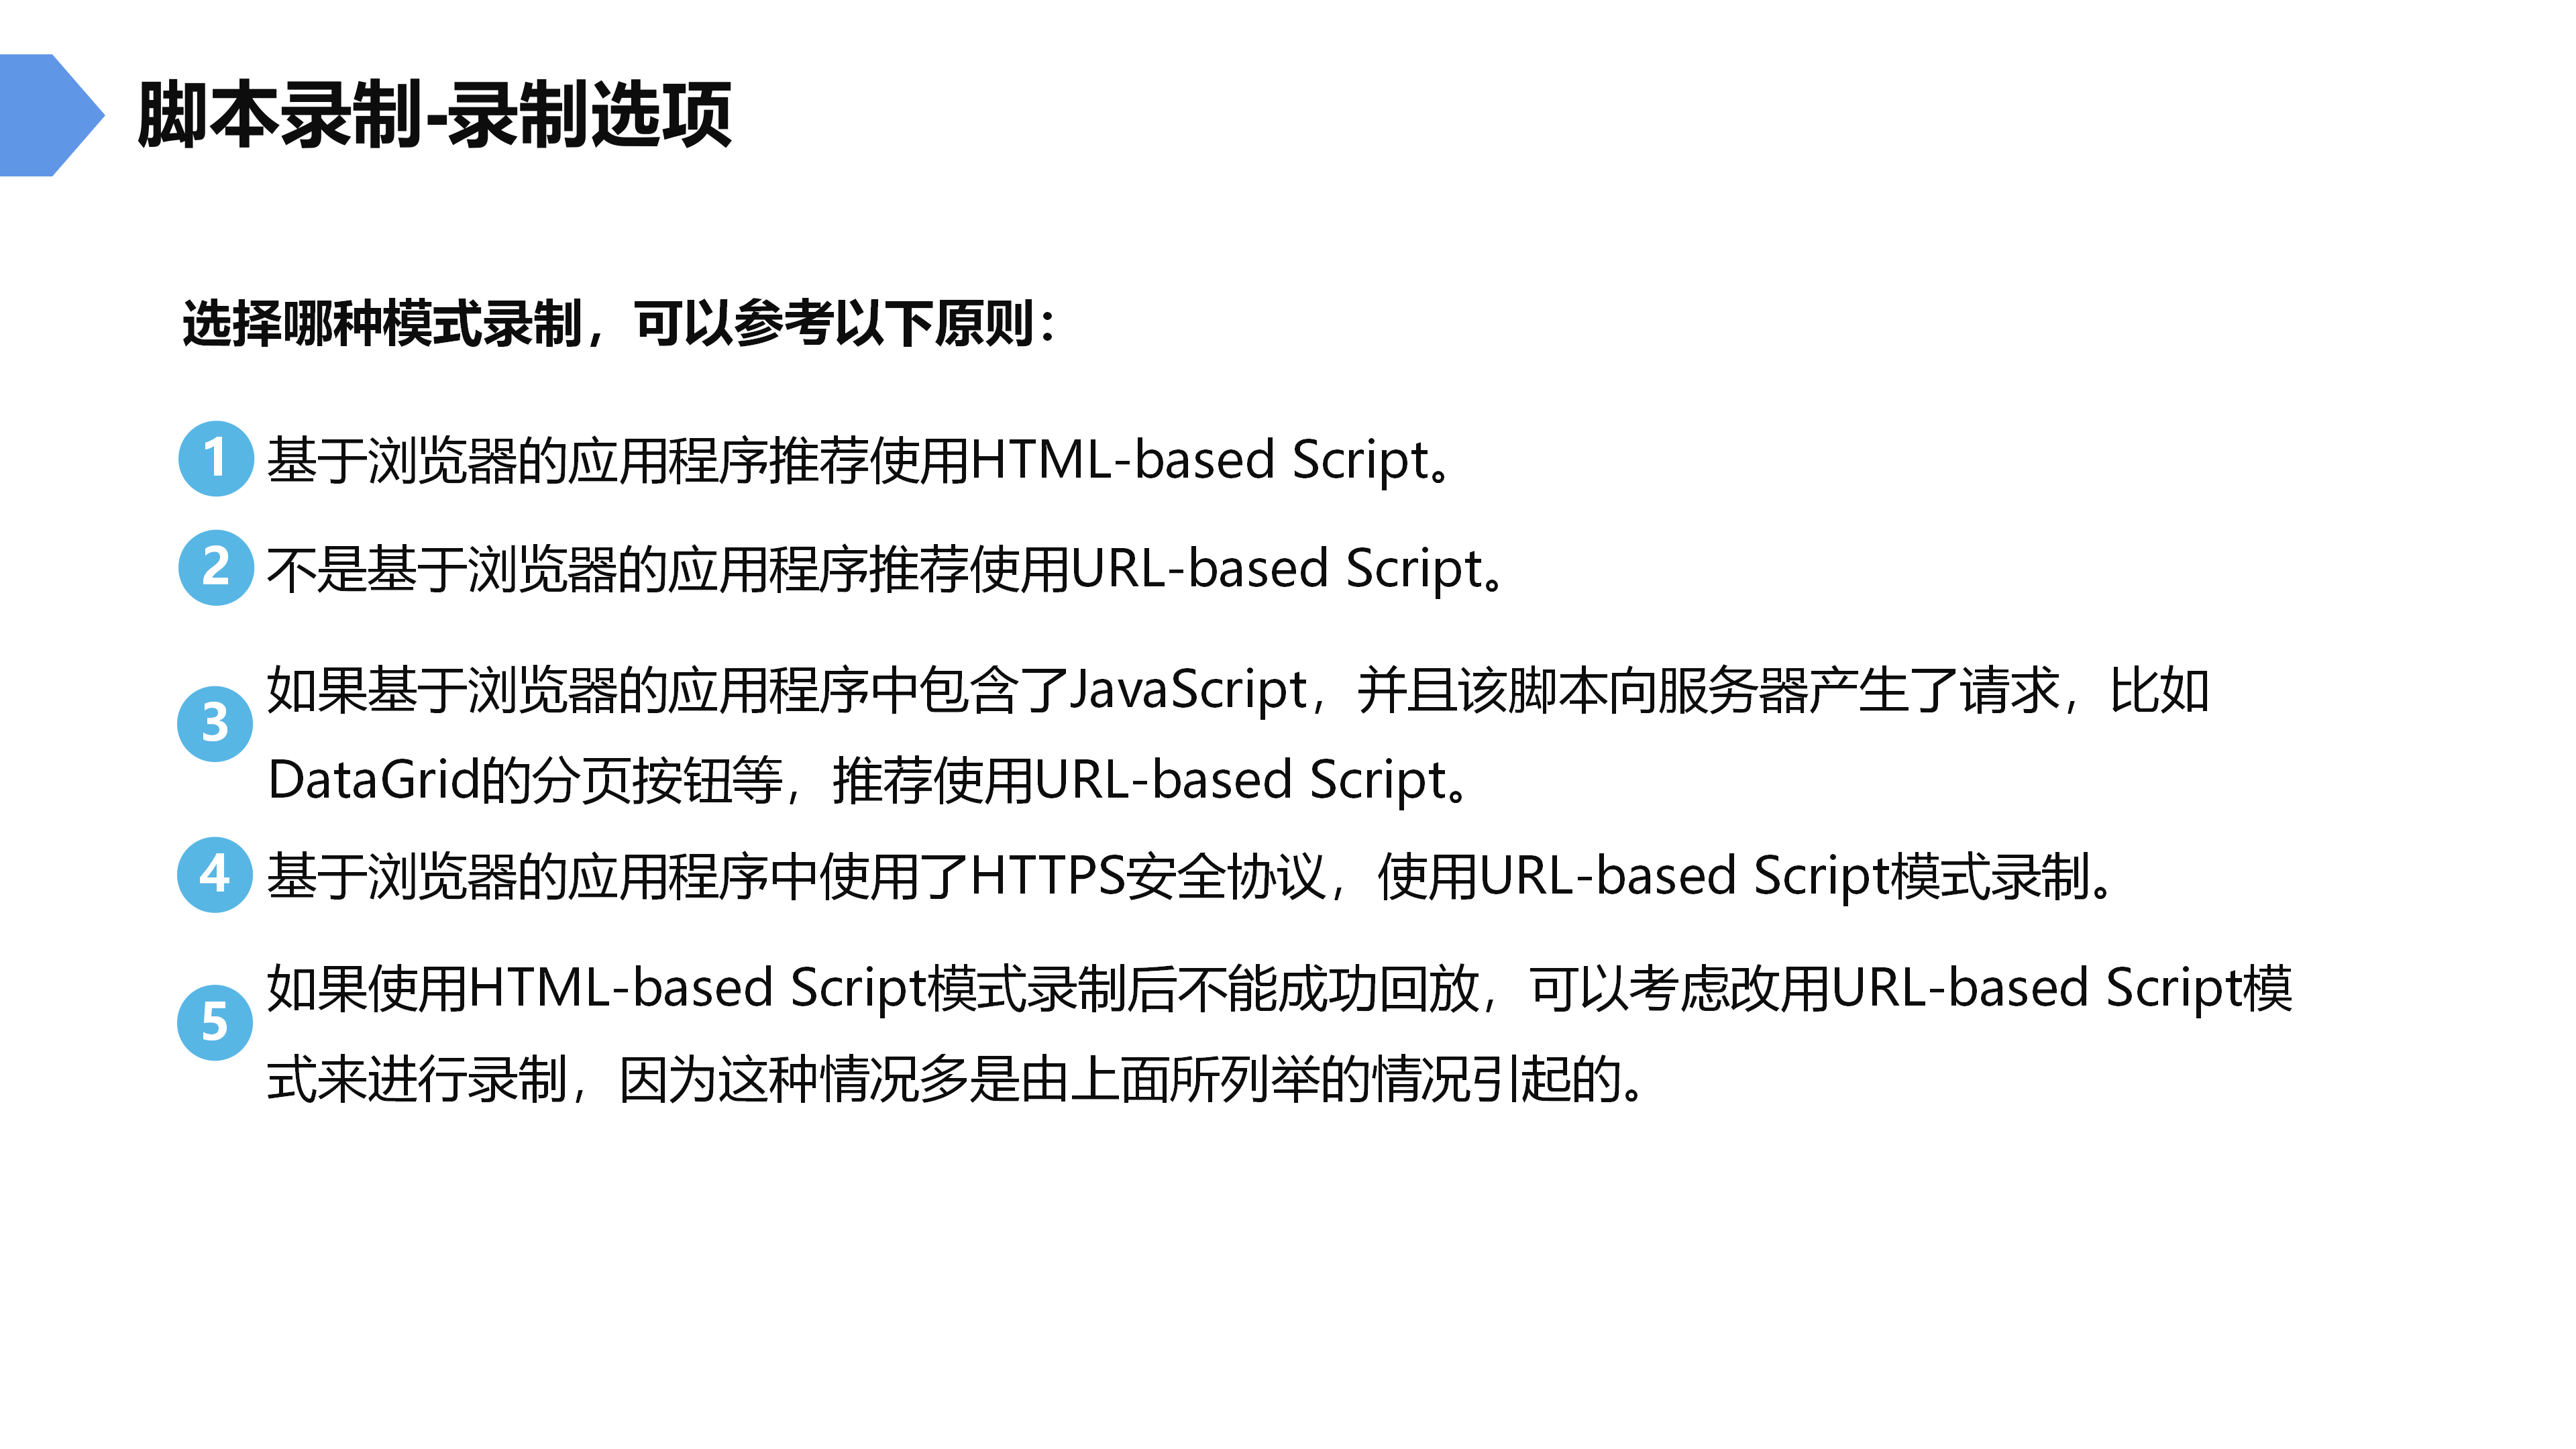 脚本录制-录制选项
选择哪种模式录制，可以参考以下原则：
1 基于浏览器的应用程序推荐使用HTML-based Script。
2 不是基于浏览器的应用程序推荐使用URL-based Script。
3 如果基于浏览器的应用程序中包含了JavaScript，并且该脚本向服务器产生了请求，比如
DataGrid的分页按钮等，推荐使用URL-based Script。
4 基于浏览器的应用程序中使用了HTTPS安全协议，使用URL-based Script模式录制。
5 如果使用HTML-based Script模式录制后不能成功回放，可以考虑改用URL-based Script模
式来进行录制，因为这种情况多是由上面所列举的情况引起的。